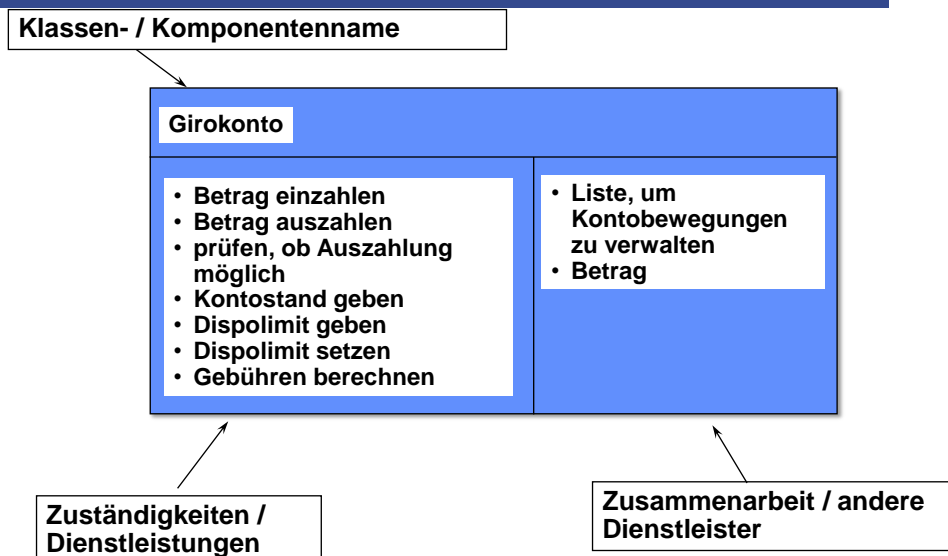 Klassen- / Komponentenname
Girokonto
• Betrag einzahlen
• Betrag auszahlen
• prüfen, ob Auszahlung
möglich
• Kontostand geben
• Dispolimit geben
• Dispolimit setzen
• Gebühren berechnen
• Liste, um
Kontobewegungen
zu verwalten
• Betrag
Zuständigkeiten /
Dienstleistungen
Zusammenarbeit / andere
Dienstleister